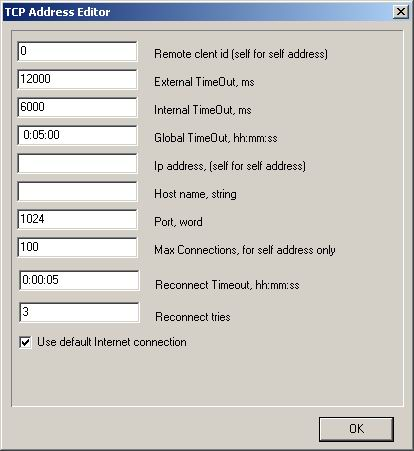 TCP Address Editor
0 Remote clent id (self for self address)
12000 External TimeOut, ms
6000 Internal TimeOut, ms
0:05:00 Global TimeOut, hh:mm:ss
Ip address, (self for self address)
Host name, string
1024 Port, word
100 Max Connections, for self address only
0:00:05 Reconnect Timeout, hh:mm:ss
3 Reconnect tries
Use default Internet connection
OK